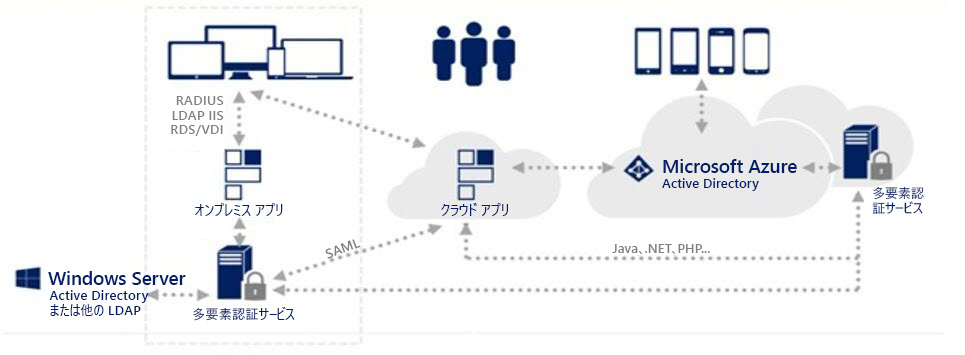 RADIUS
LDAP IIS
RDS/VDI
オンプレミス アプリ
クラウド アプリ
Microsoft Azure
Active Directory
多要素認
証サービス
SAML
Java、.NET、PHP...
Windows Server
Active Directory
または他の LDAP
多要素認証サービス